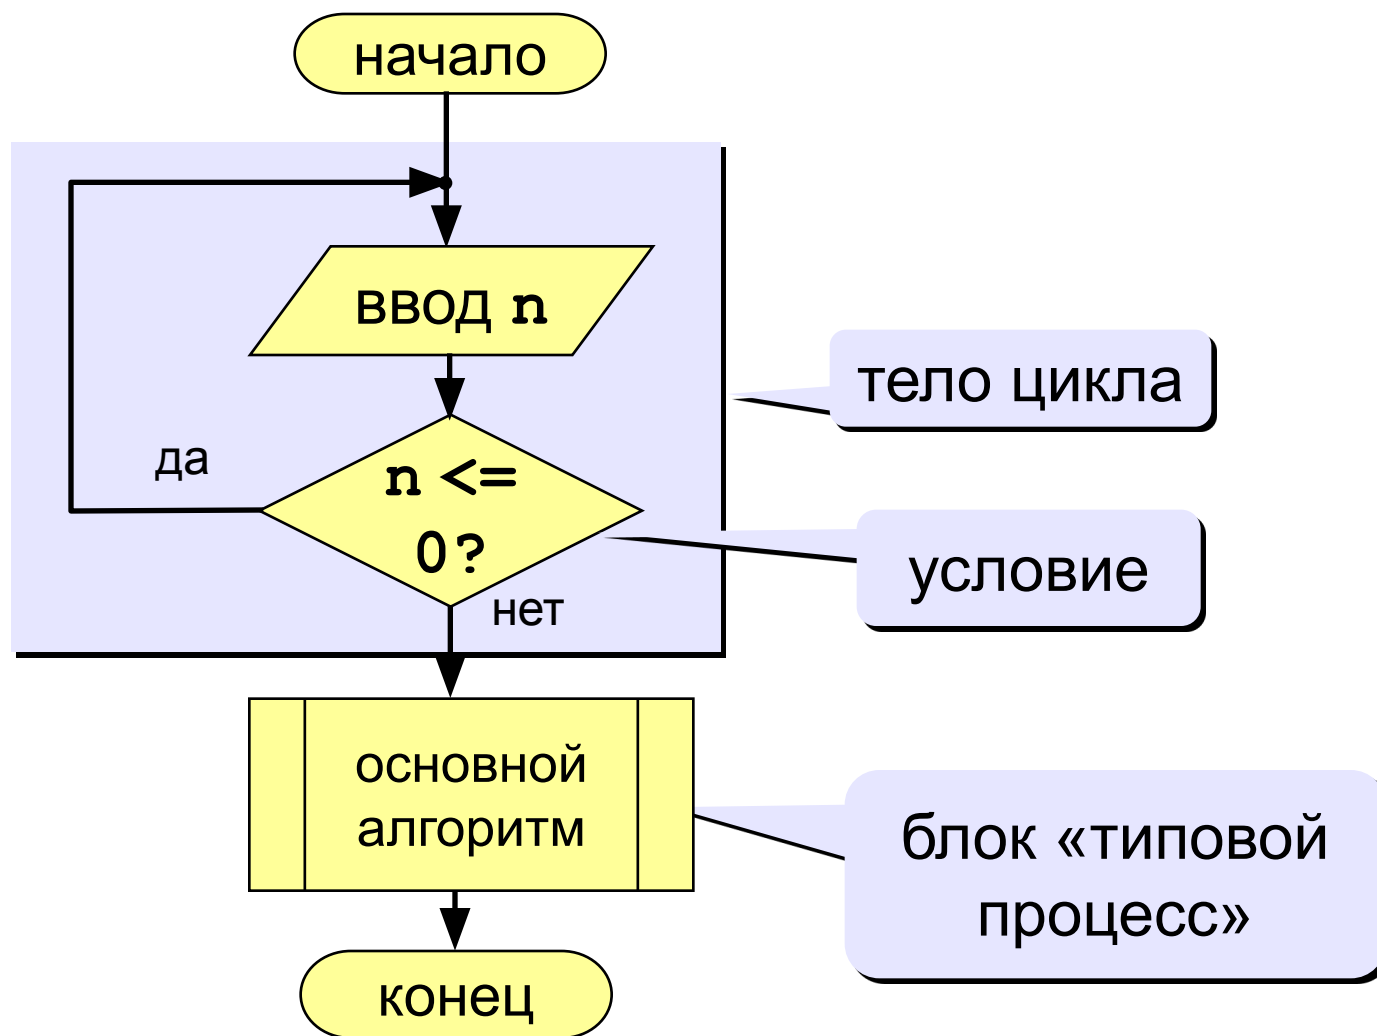 начало
ввод n
тело цикла
да
n <=
0?
условие
нет
основной
алгоритм
блок «типовой
процесс»
конец